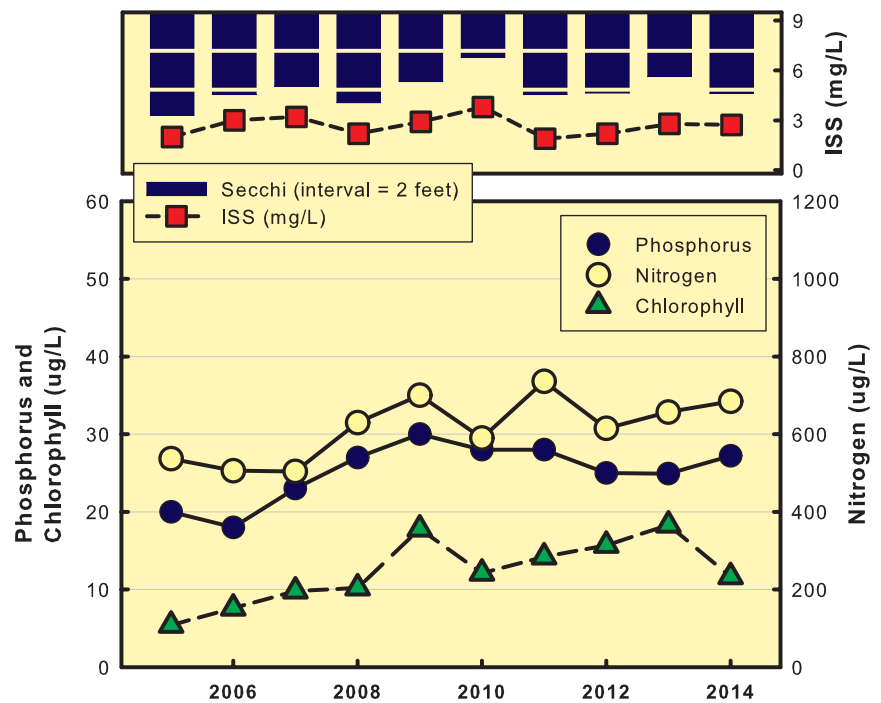 9
6
3
0
ISS (mg/L)
Secchi (interval = 2 feet)
ISS (mg/L)
60
50
40
30
20
10
0
Phosphorus and
Chlorophyll (ug/L)
Phosphorus
Nitrogen
Chlorophyll
1200
1000
800
600
400
200
0
Nitrogen (ug/L)
2006
2008
2010
2012
2014